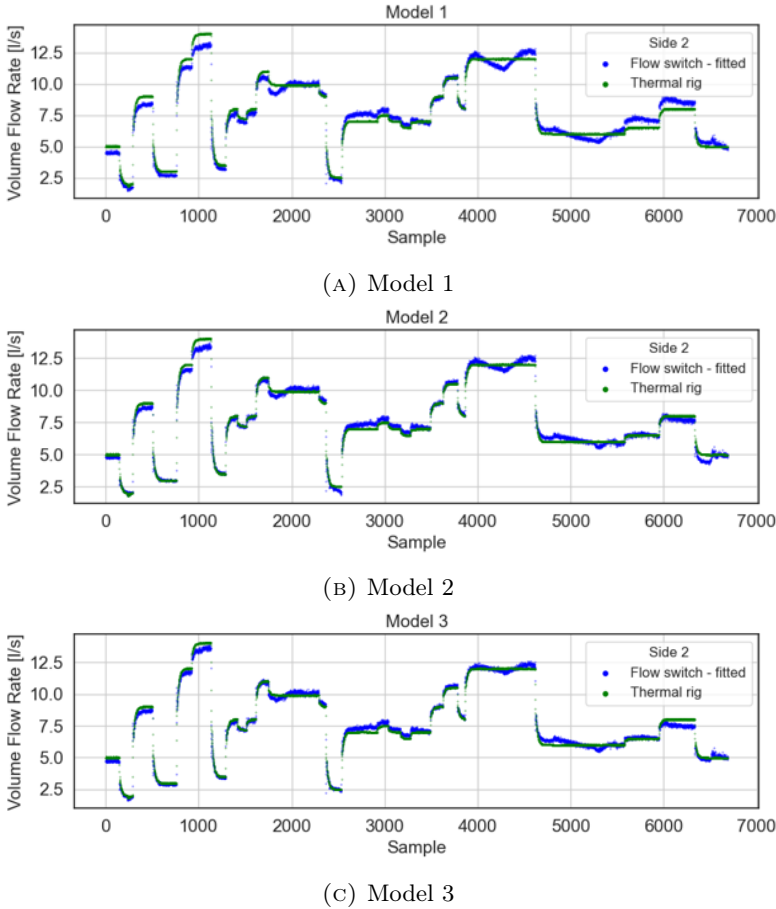 Model 1
Volume Flow Rate [l/s]
12.5
10.0
7.5
5.0
2.5
Side 2
Flow switch - fitted
Thermal rig
0 1000 2000 3000 4000 5000 6000 7000
Sample
(A) Model 1
Model 2
Volume Flow Rate [l/s]
12.5
10.0
7.5
5.0
2.5
Side 2
Flow switch - fitted
Thermal rig
0 1000 2000 3000 4000 5000 6000 7000
Sample
(B) Model 2
Model 3
Volume Flow Rate [l/s]
12.5
10.0
7.5
5.0
2.5
Side 2
Flow switch - fitted
Thermal rig
0 1000 2000 3000 4000 5000 6000 7000
Sample
(C) Model 3